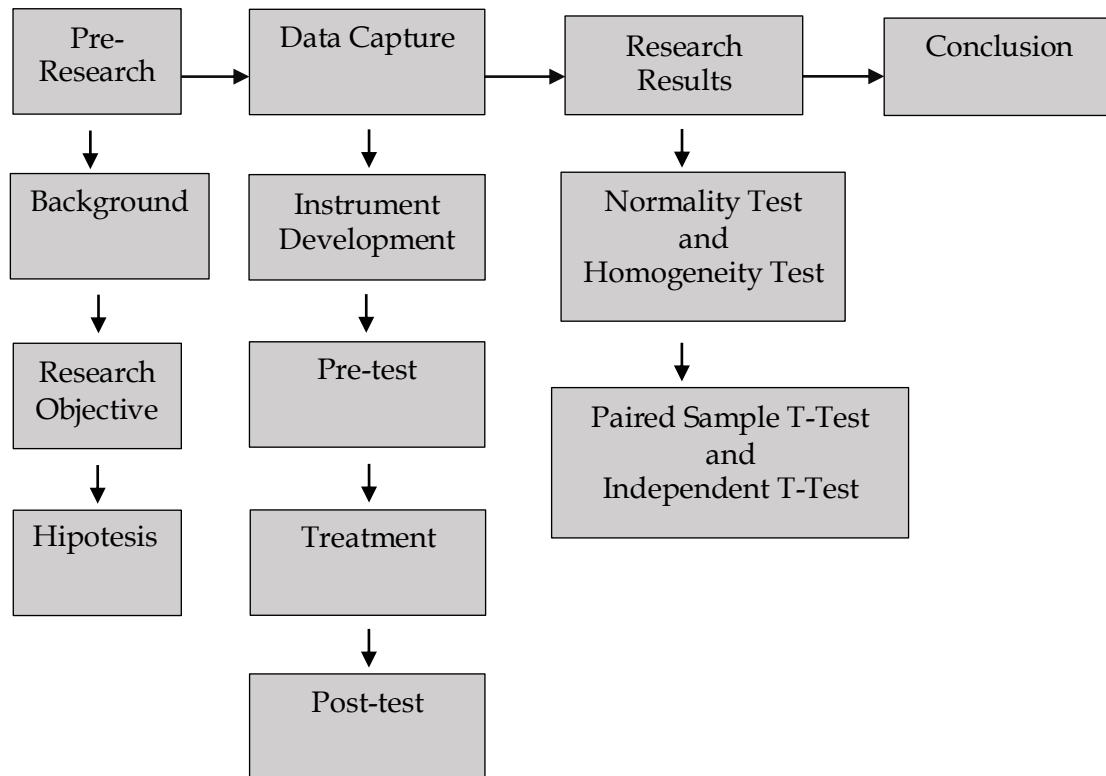 Pre-
Research
Data Capture
Research
Results
Conclusion
Background
Instrument
Development
Normality Test
and
Homogeneity Test
Research
Objective
Pre-test
Paired Sample T-Test
and
Independent T-Test
Hipotesis
Treatment
Post-test